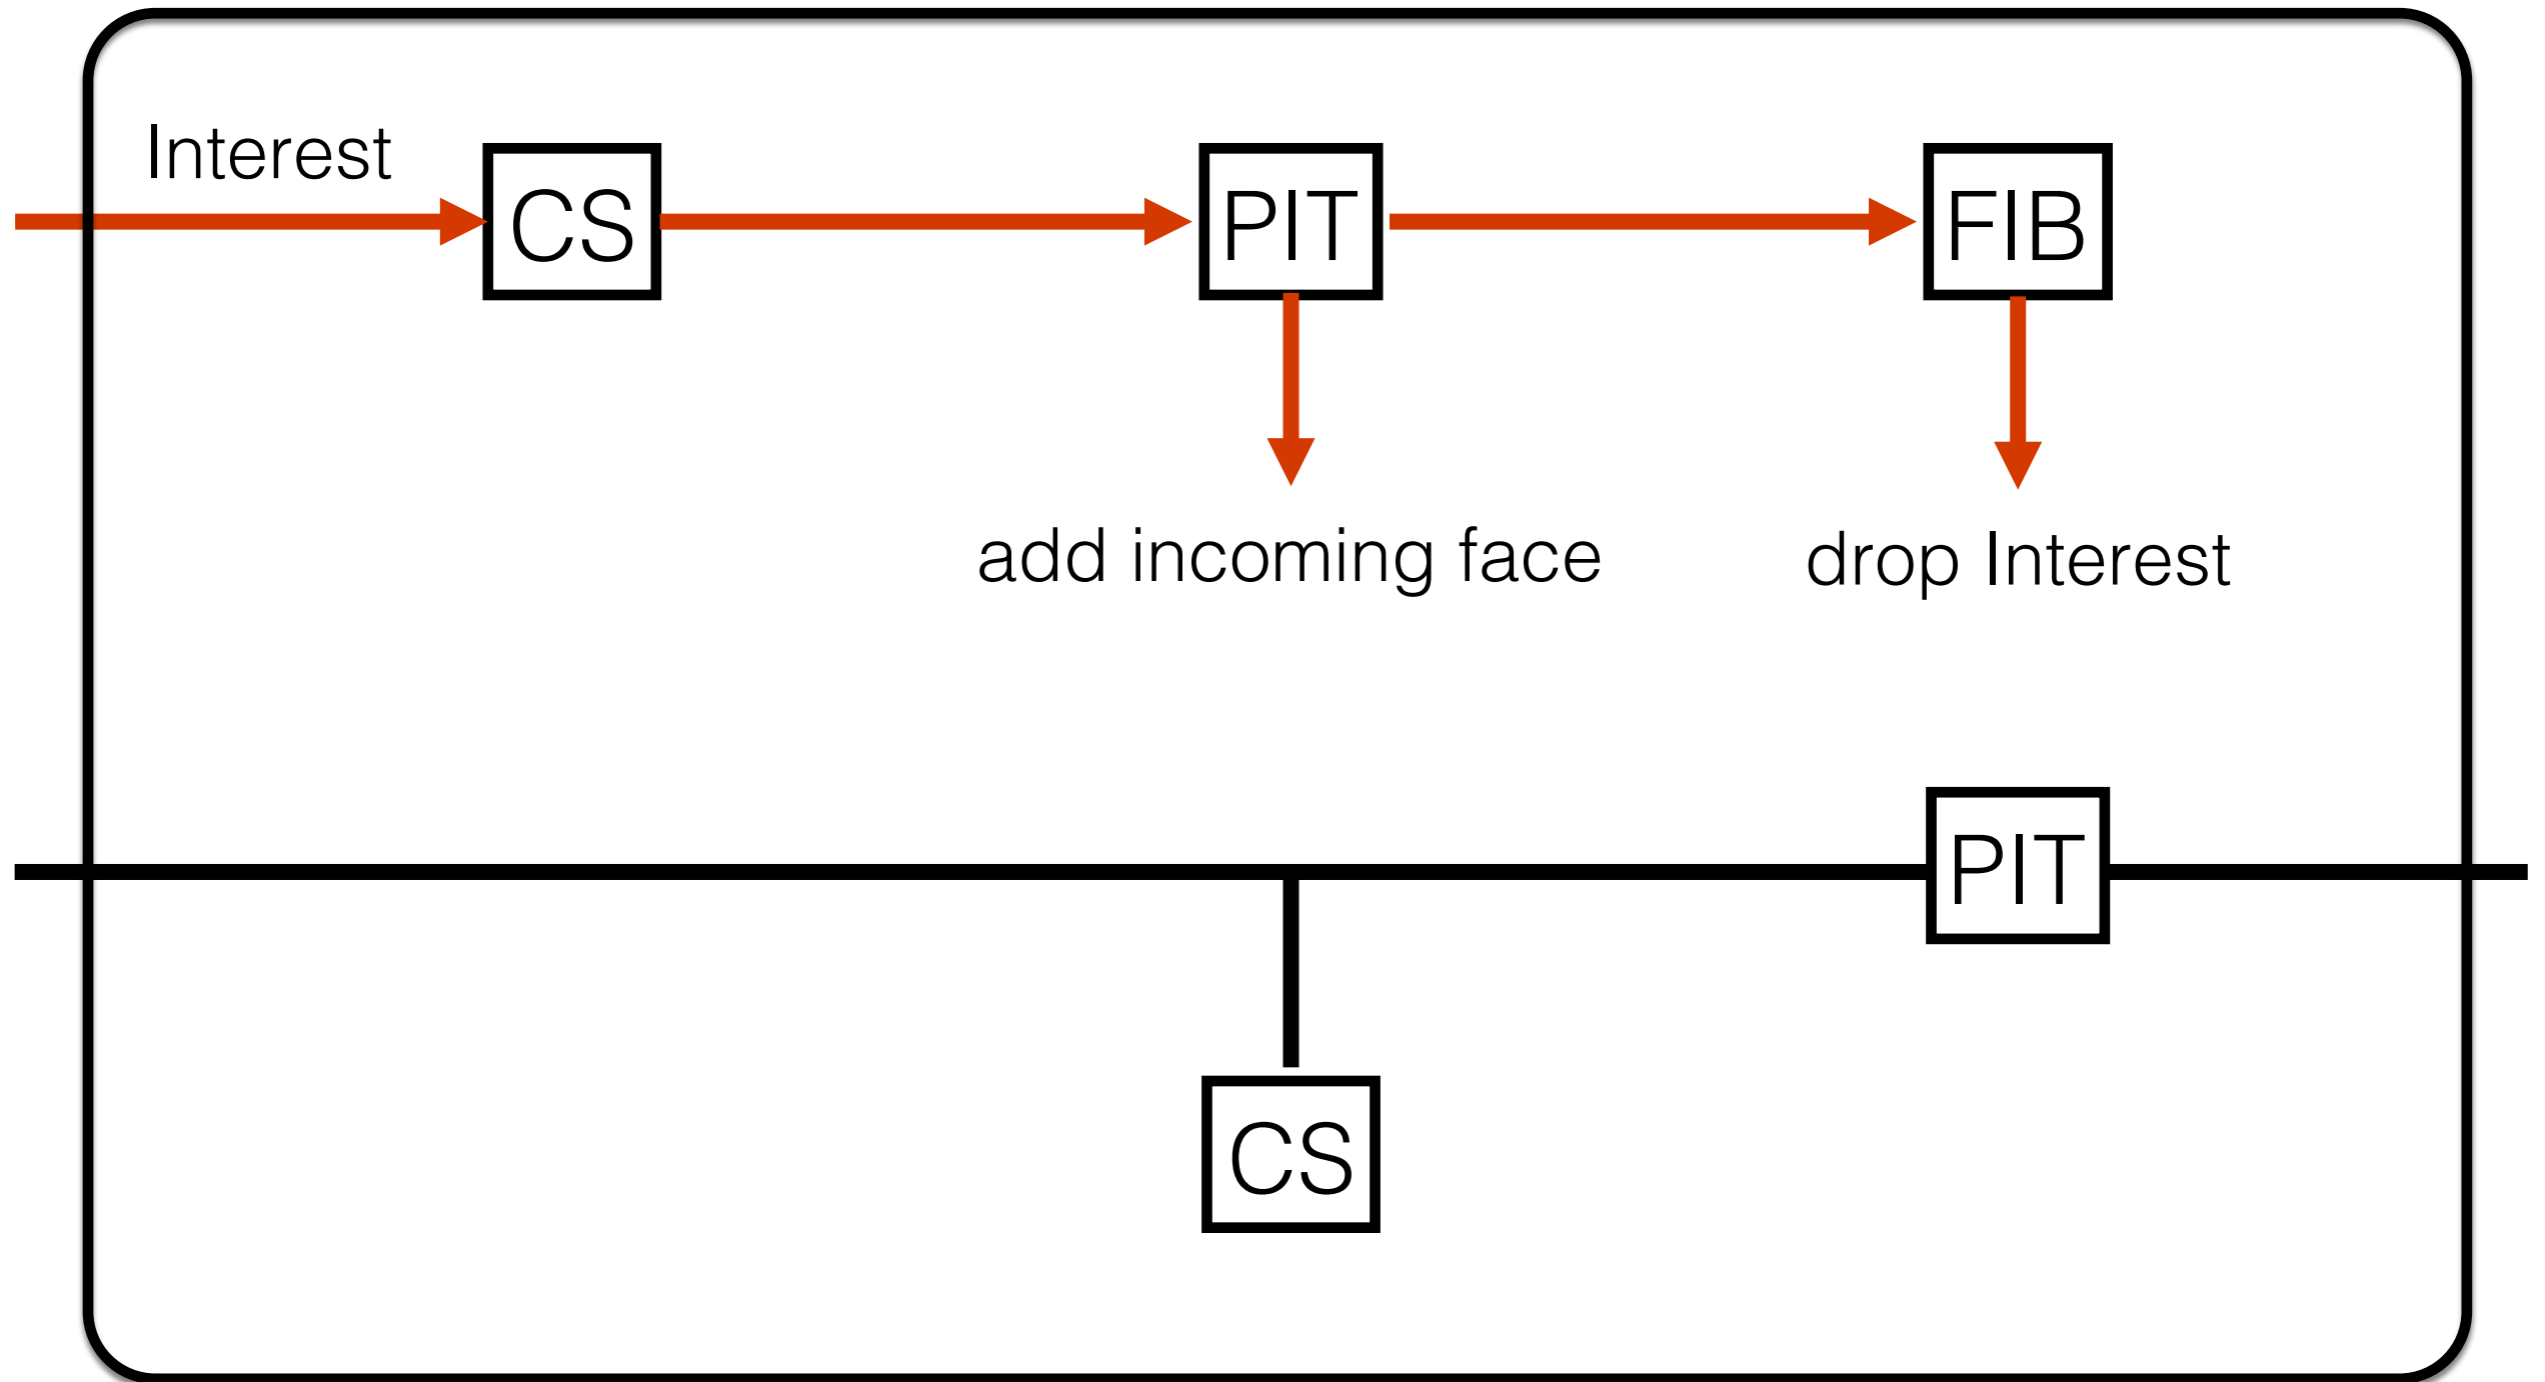 Interest
CS
PIT
FIB
add incoming face
drop Interest
PIT
CS